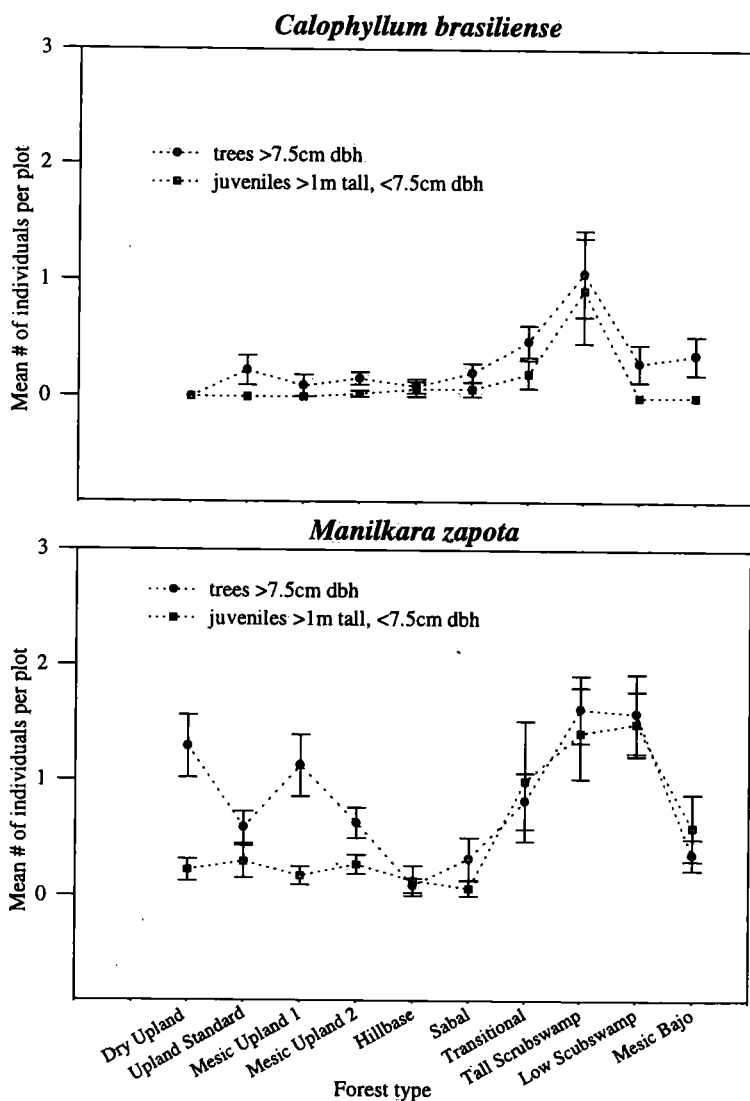 Calophyllum brasiliense
3
2
1
0
Mean # of individuals per plot
trees >7.5cm dbh
juveniles >1m tall, <7.5cm dbh
Manilkara zapota
3
2
1
0
Mean # of individuals per plot
trees >7.5cm dbh
juveniles >1m tall, <7.5cm dbh
Dry Upland
Upland Standard
Mesic Upland 1
Mesic Upland 2
Hillbase
Sabal
Transitional
Tall Scrubswamp
Low Scubswamp
Mesic Bajo
Forest type